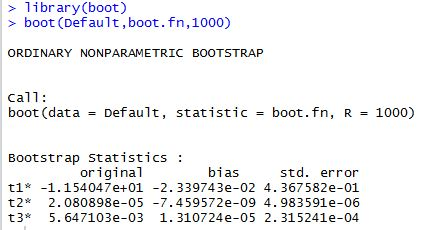 > library(boot)
> boot(Default,boot.fn,1000)
ORDINARY NONPARAMETRIC BOOTSTRAP
Call:
boot(data = Default, statistic = boot.fn, R = 1000)
Bootstrap Statistics :
original bias std. error
t1* -1.154047e+01 -2.339743e-02 4.367582e-01
t2* 2.080898e-05 -7.459572e-09 4.983591e-06
t3* 5.647103e-03 1.310724e-05 2.315241e-04